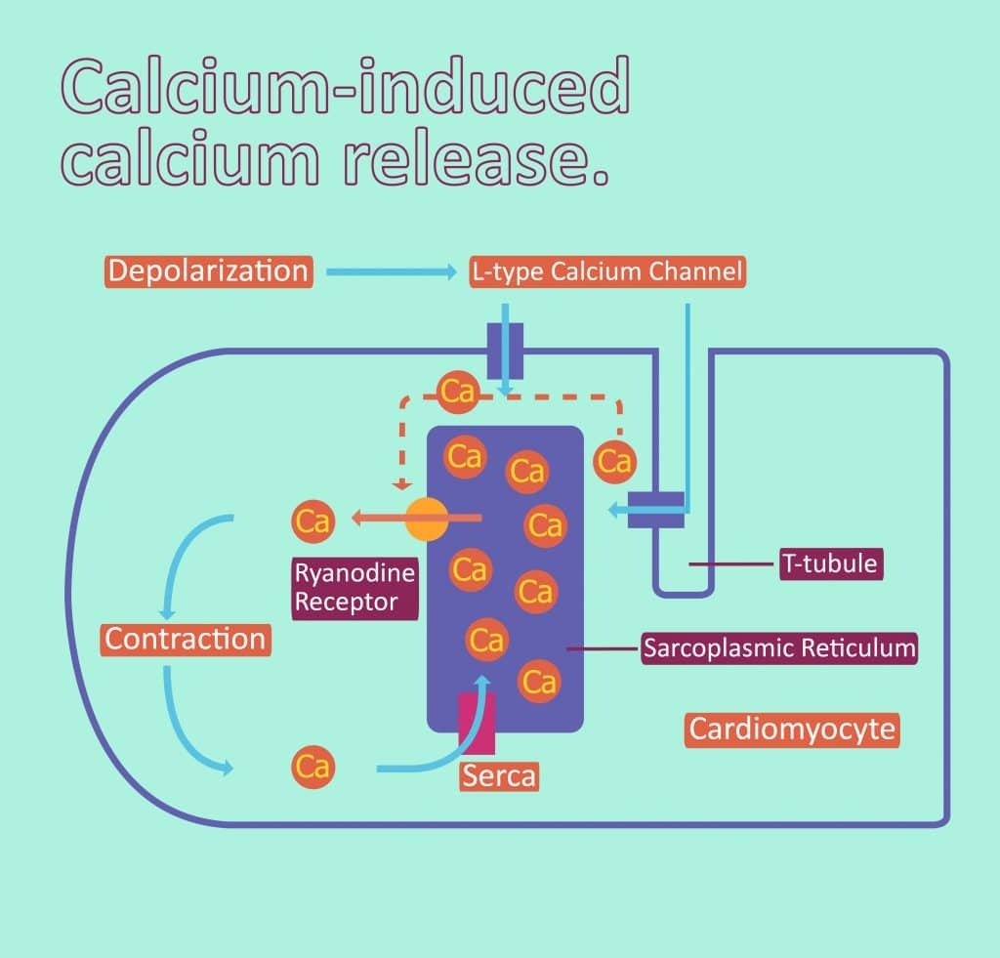 Calcium-induced
calcium release.
Depolarization
L-type Calcium Channel
Ca
Ca
Ca
Ca
Ca
Ca
Ryanodine
Receptor
Ca
Ca
T-tubule
Contraction
Ca
Sarcoplasmic Reticulum
Ca
Cardiomyocyte
Ca
Serca